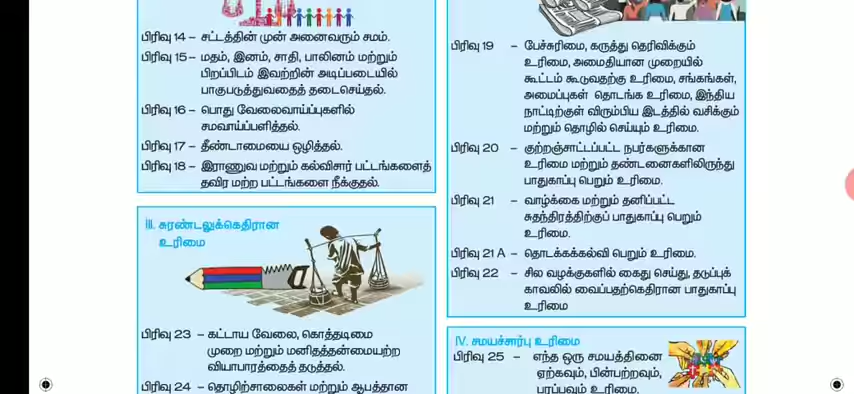 பிரிவு 14 – சட்டத்தின் முன் அனைவரும் சமம்.
பிரிவு 15 – மதம், இனம், சாதி, பாலினம் மற்றும்
பிறப்பிடம் இவற்றின் அடிப்படையில்
பாகுபடுத்துவதைத் தடைசெய்தல்.
பிரிவு 16 – பொது வேலைவாய்ப்புகளில்
சமவாய்ப்பளித்தல்.
பிரிவு 17 – தீண்டாமையை ஒழித்தல்.
பிரிவு 18 – இராணுவ மற்றும் கல்விசார் பட்டங்களைத்
தவிர மற்ற பட்டங்களை நீக்குதல்.
iii. சுரண்டலுக்கெதிரான
உரிமை
பிரிவு 23 – கட்டாய வேலை, கொத்தடிமை
முறை மற்றும் மனிதத்தன்மையற்ற
வியாபாரத்தைத் தடுத்தல்.
பிரிவு 24 – தொழிற்சாலைகள் மற்றும் ஆபத்தான
பிரிவு 19 – பேச்சுரிமை, கருத்து தெரிவிக்கும்
உரிமை, அமைதியான முறையில்
கூட்டம் கூடுவதற்கு உரிமை, சங்கங்கள்,
அமைப்புகள் தொடங்க உரிமை, இந்திய
நாட்டிற்குள் விரும்பிய இடத்தில் வசிக்கும்
மற்றும் தொழில் செய்யும் உரிமை.
பிரிவு 20 – குற்றஞ்சாட்டப்பட்ட நபர்களுக்கான
உரிமை மற்றும் தண்டனைகளிலிருந்து
பாதுகாப்பு பெறும் உரிமை.
பிரிவு 21 – வாழ்க்கை மற்றும் தனிப்பட்ட
சுதந்திரத்திற்குப் பாதுகாப்பு பெறும்
உரிமை.
பிரிவு 21 A – தொடக்கக்கல்வி பெறும் உரிமை.
பிரிவு 22 – சில வழக்குகளில் கைது செய்து, தடுப்புக்
காவலில் வைப்பதற்கெதிரான பாதுகாப்பு
உரிமை
IV. சமயச்சார்பு உரிமை
பிரிவு 25 – எந்த ஒரு சமயத்தினை
ஏற்கவும், பின்பற்றவும்,
பரப்பவும் உரிமை.